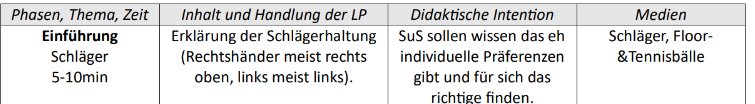 Phasen, Thema, Zeit Inhalt und Handlung der LP Didaktische Intention Medien
Einführung
Schläger
5-10min
Erklärung der Schlägerhaltung
(Rechtshänder meist rechts
oben, links meist links).
SuS sollen wissen das eh
individuelle Präferenzen
gibt und für sich das
richtige finden.
Schläger, Floor-
&Tennisbälle